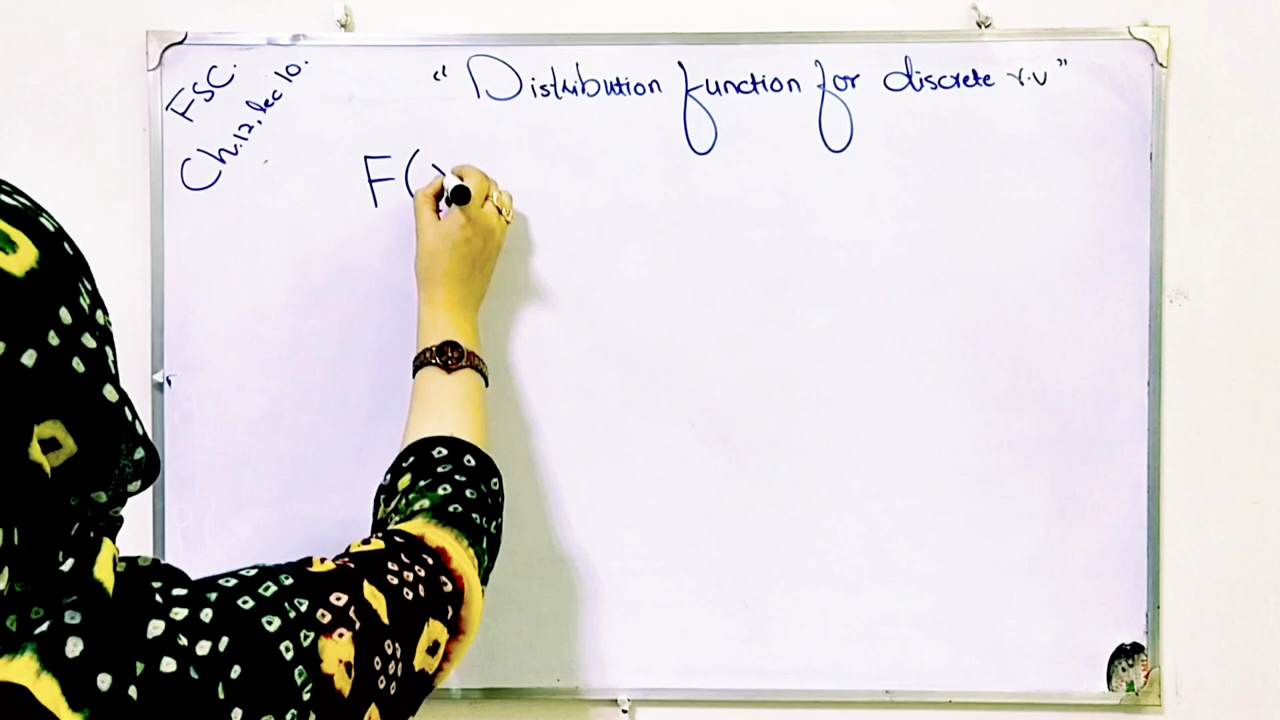 FSC.
Ch.12, lec 10.
“ Distribution function for discrete r.v ”
F(